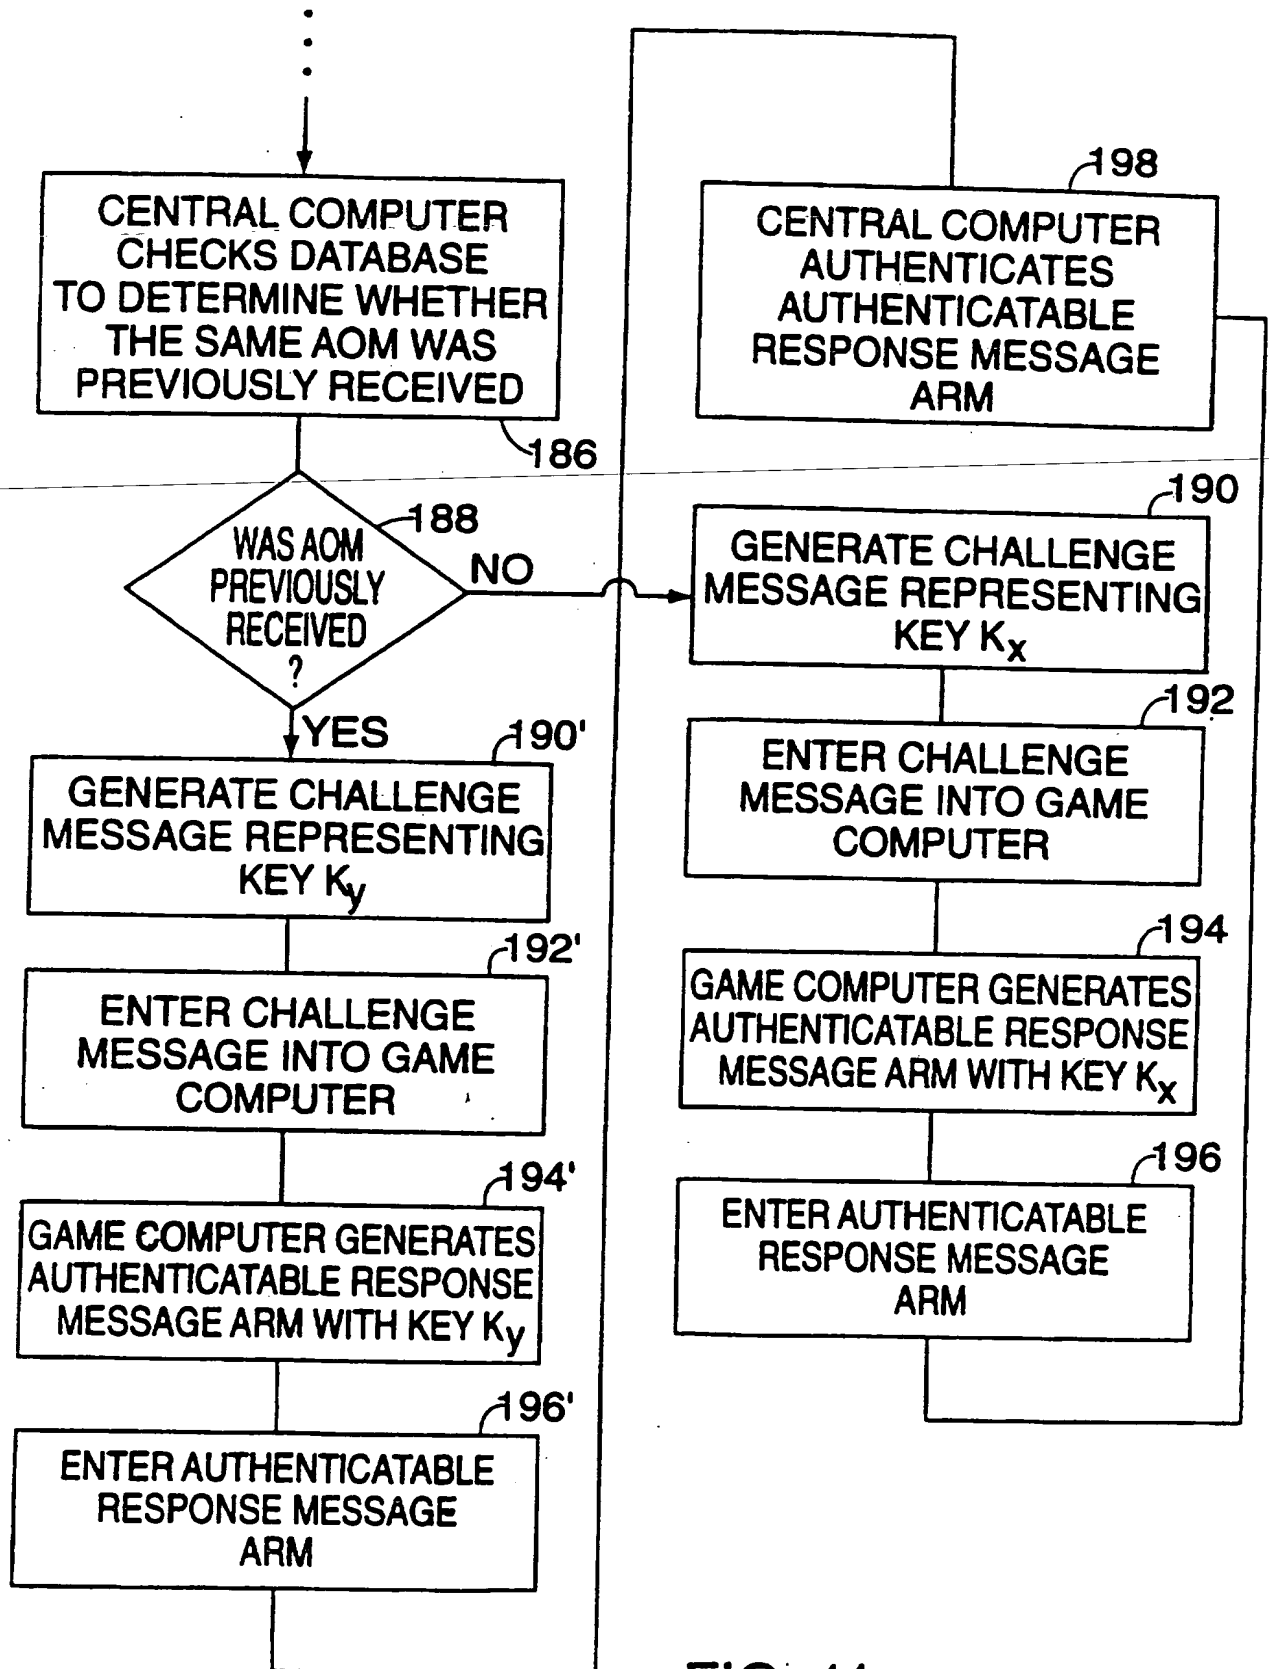 CENTRAL COMPUTER
CHECKS DATABASE
TO DETERMINE WHETHER
THE SAME AOM WAS
PREVIOUSLY RECEIVED
186
188
WAS AOM
PREVIOUSLY
RECEIVED
?
NO
YES
190'
GENERATE CHALLENGE
MESSAGE REPRESENTING
KEY Ky
192'
ENTER CHALLENGE
MESSAGE INTO GAME
COMPUTER
194'
GAME COMPUTER GENERATES
AUTHENTICATABLE RESPONSE
MESSAGE ARM WITH KEY Ky
196'
ENTER AUTHENTICATABLE
RESPONSE MESSAGE
ARM
198
CENTRAL COMPUTER
AUTHENTICATES
AUTHENTICATABLE
RESPONSE MESSAGE
ARM
190
GENERATE CHALLENGE
MESSAGE REPRESENTING
KEY Kx
192
ENTER CHALLENGE
MESSAGE INTO GAME
COMPUTER
194
GAME COMPUTER GENERATES
AUTHENTICATABLE RESPONSE
MESSAGE ARM WITH KEY Kx
196
ENTER AUTHENTICATABLE
RESPONSE MESSAGE
ARM